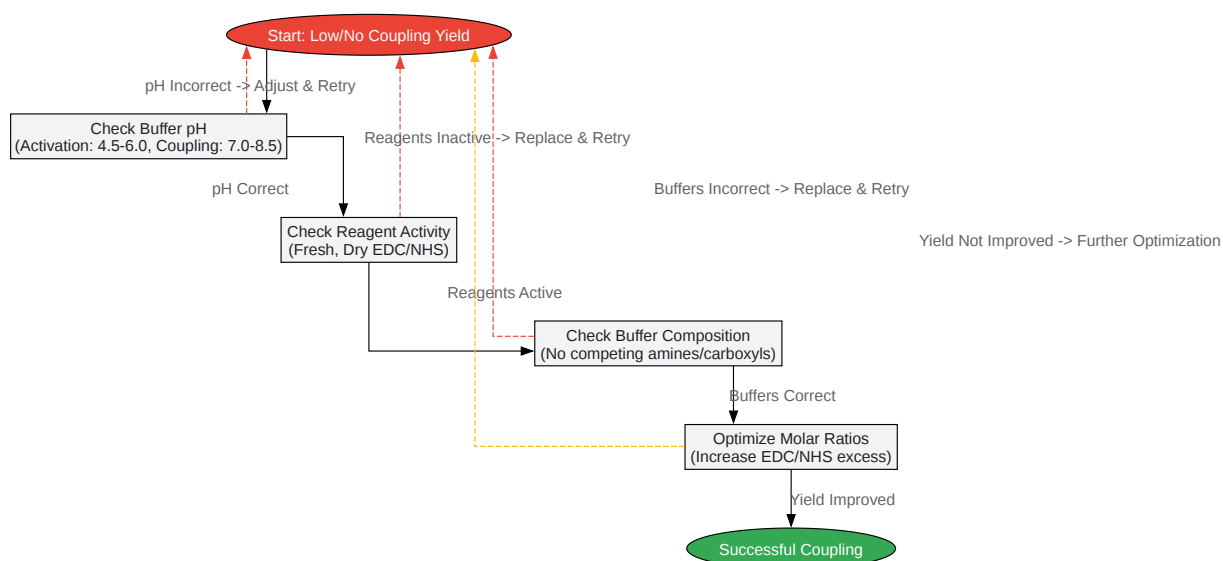 Start: Low/No Coupling Yield
pH Incorrect -> Adjust & Retry
Check Buffer pH
(Activation: 4.5-6.0, Coupling: 7.0-8.5)
Reagents Inactive -> Replace & Retry
pH Correct
Buffers Incorrect -> Replace & Retry
Check Reagent Activity
(Fresh, Dry EDC/NHS)
Yield Not Improved -> Further Optimization
Reagents Active
Check Buffer Composition
(No competing amines/carboxyls)
Buffers Correct
Optimize Molar Ratios
(Increase EDC/NHS excess)
Yield Improved
Successful Coupling